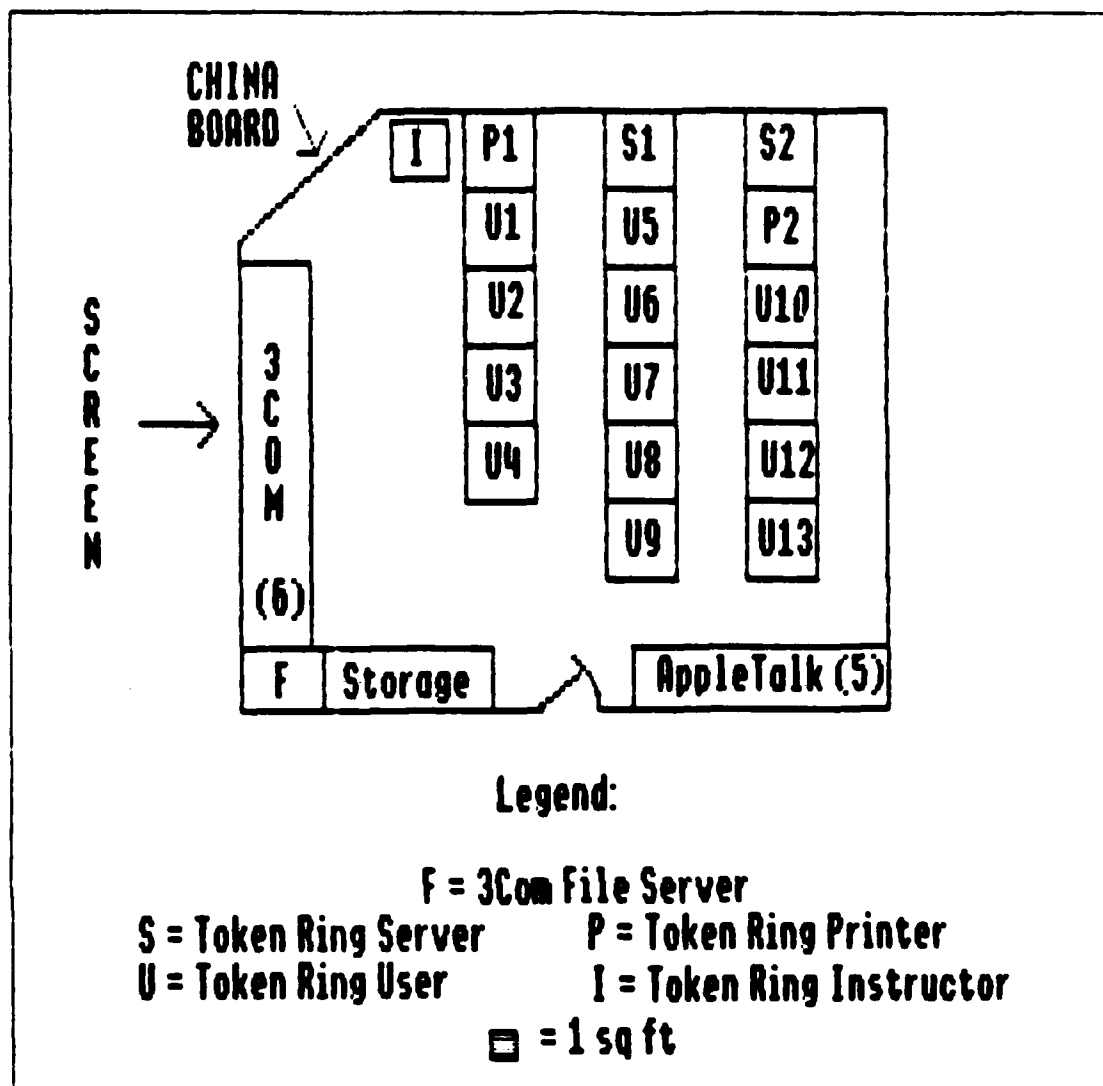 CHINA
BOARD
I P1 S1 S2
U1 U5 P2
U2 U6 U10
U3 U7 U11
U4 U8 U12
U9 U13
SCREEN
3COM (6)
F Storage AppleTalk (5)
Legend:
F = 3Com File Server
S = Token Ring Server P = Token Ring Printer
U = Token Ring User I = Token Ring Instructor
= 1 sq ft